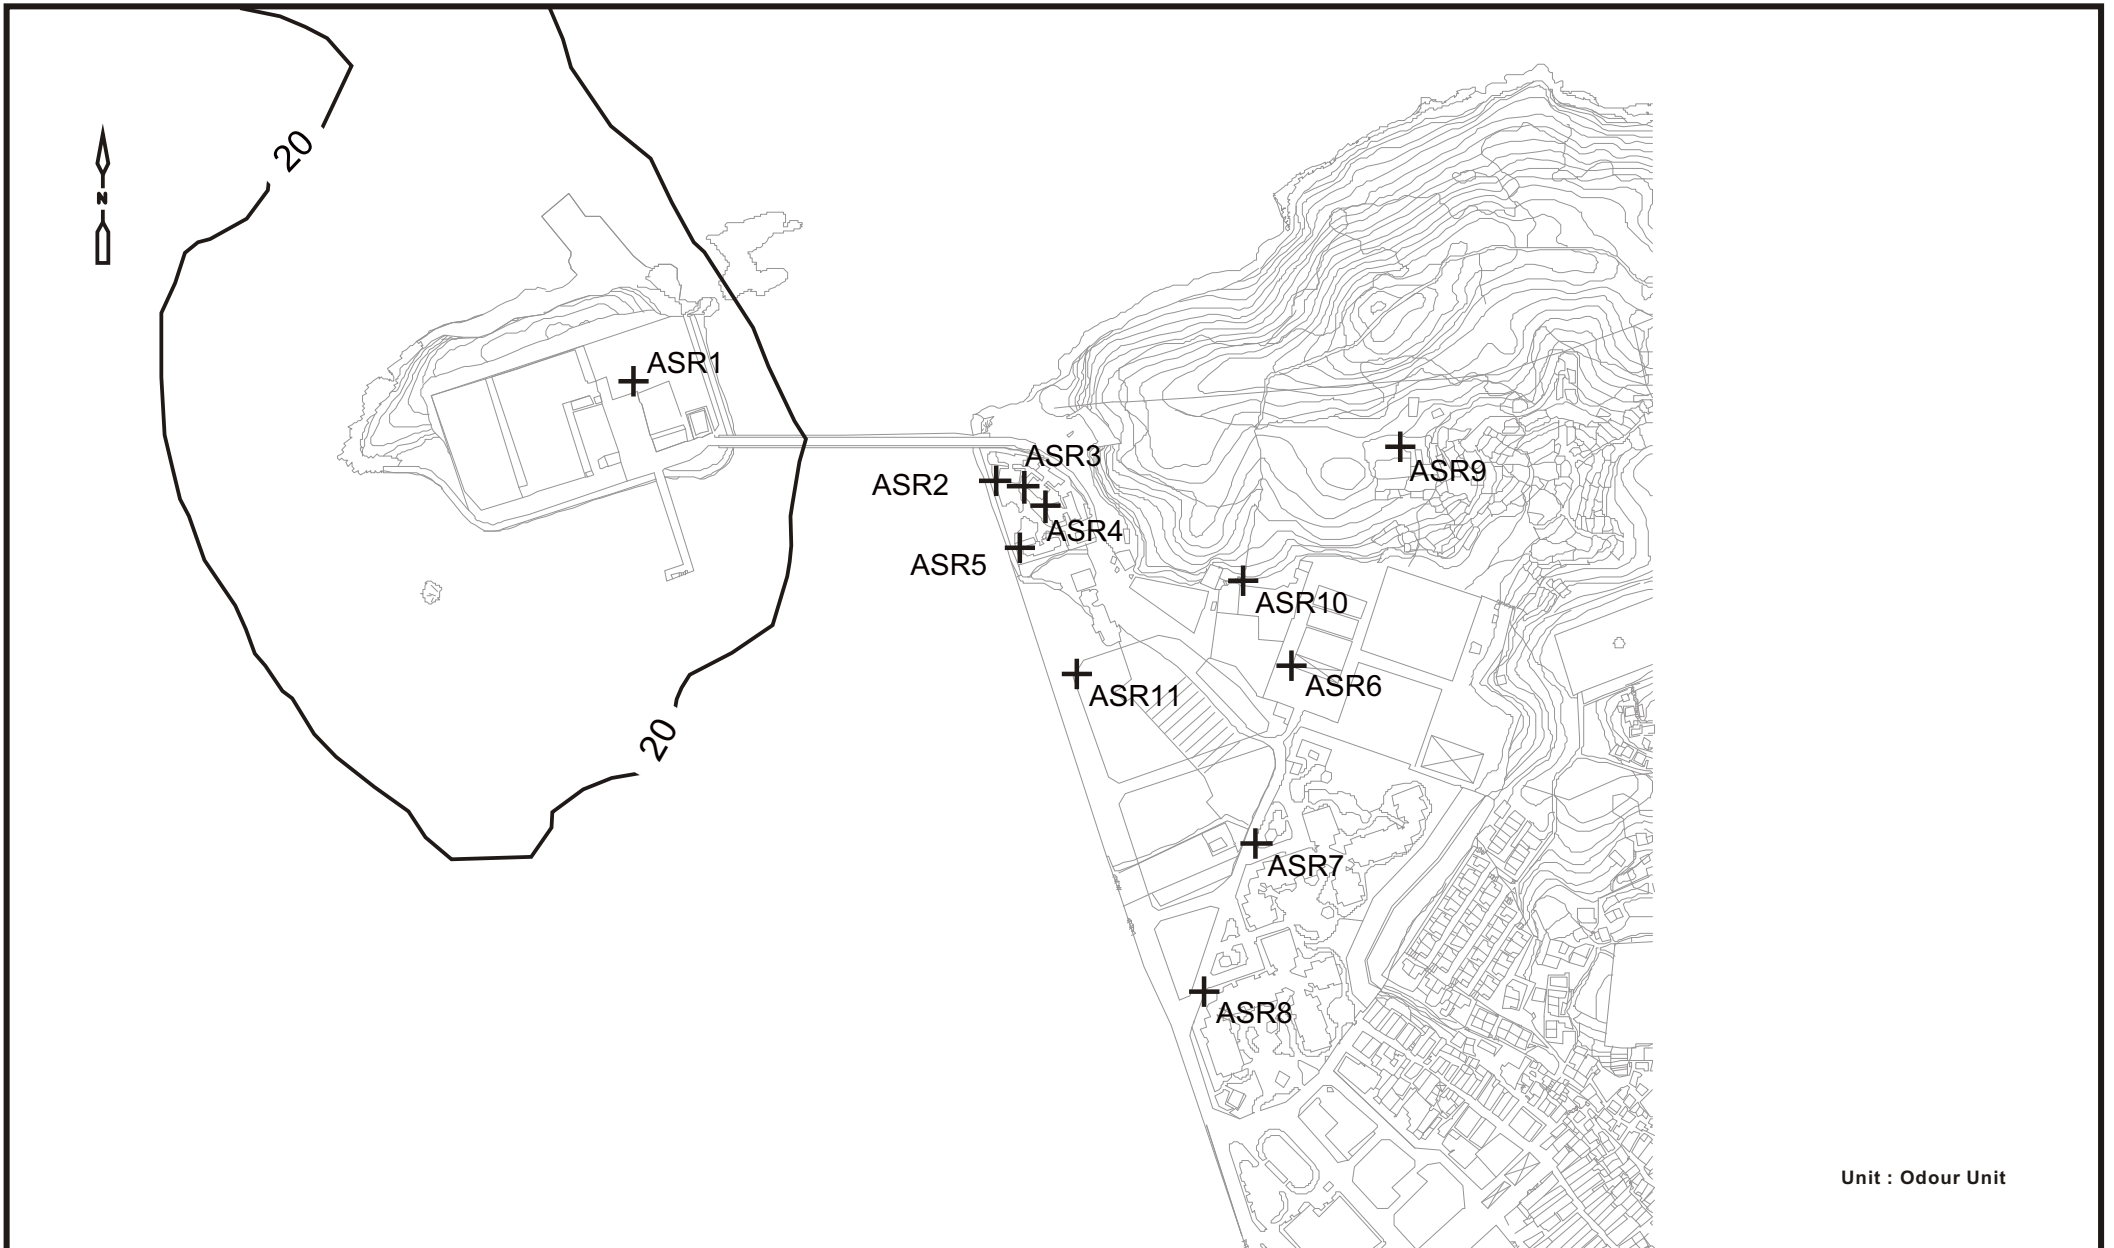 20
N
ASR1
ASR3
ASR2
ASR9
ASR4
ASR5
ASR10
ASR6
ASR11
20
ASR7
ASR8
Unit : Odour Unit